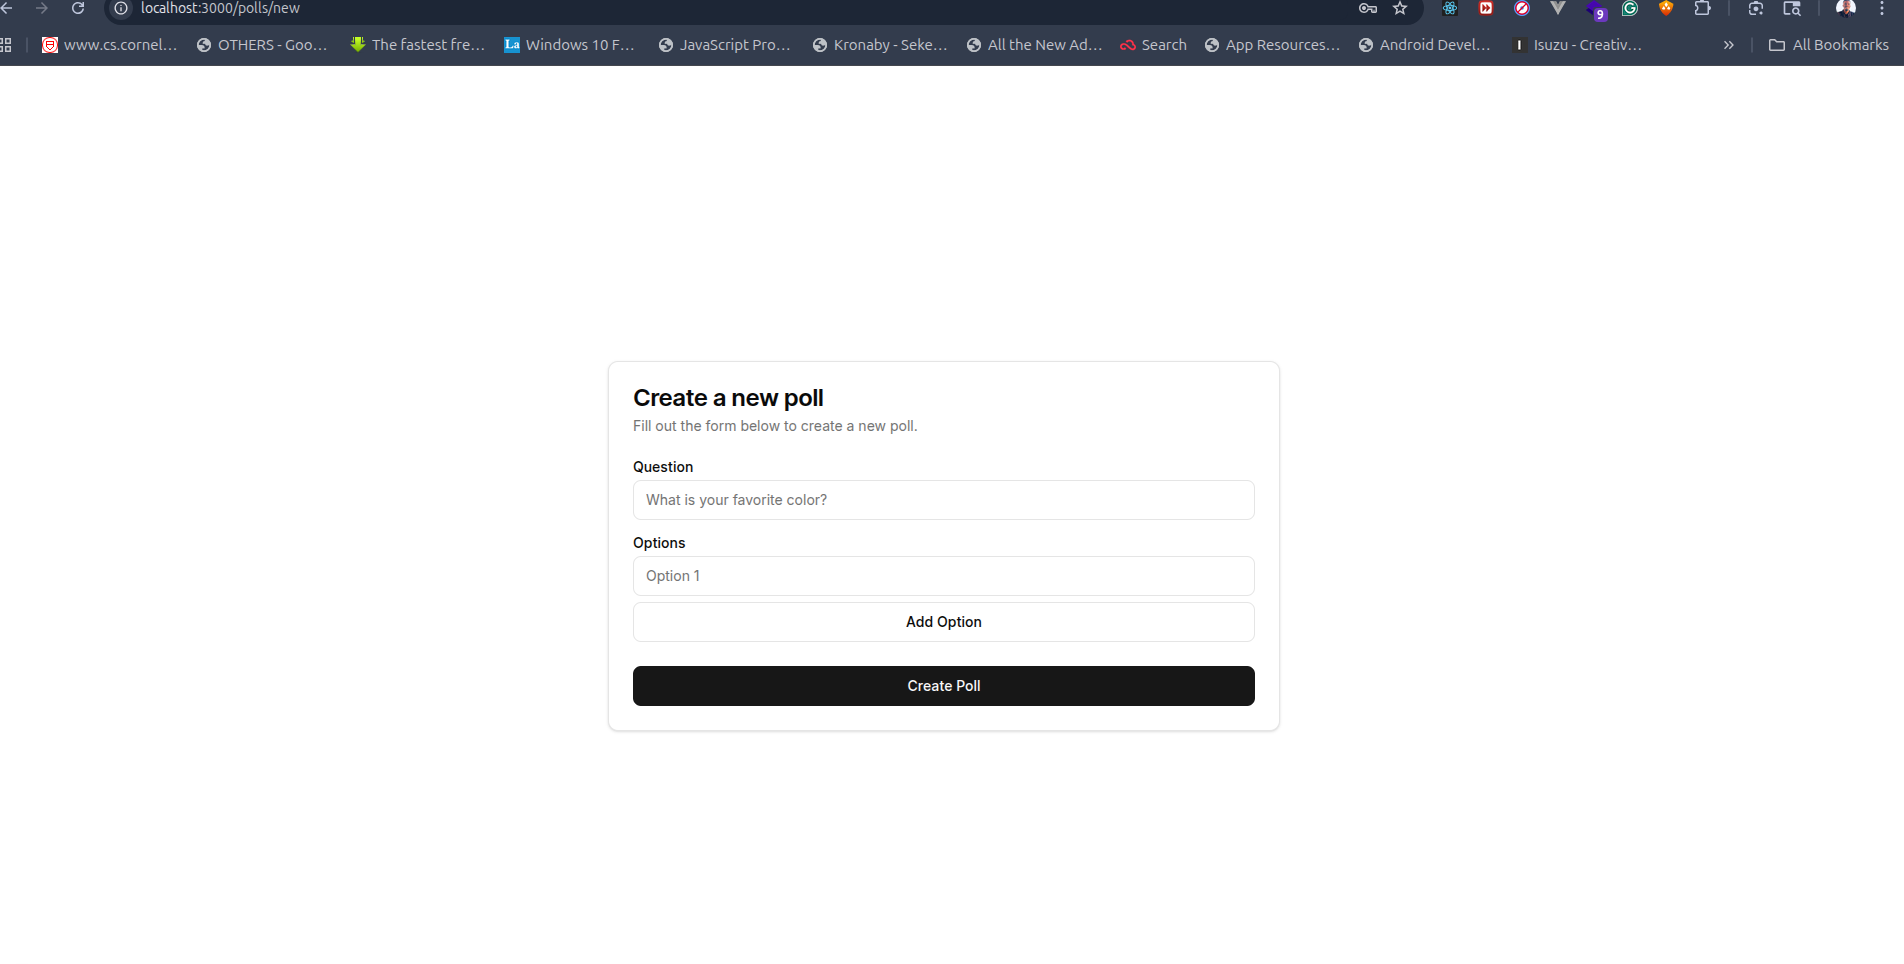 localhost:3000/polls/new
9
www.cs.cornel... OTHERS - Goo... The fastest fre... La Windows 10 F... JavaScript Pro... Kronaby - Seke... All the New Ad... Search App Resources... Android Devel... I Isuzu - Creativ... » All Bookmarks
Create a new poll
Fill out the form below to create a new poll.
Question
What is your favorite color?
Options
Option 1
Add Option
Create Poll